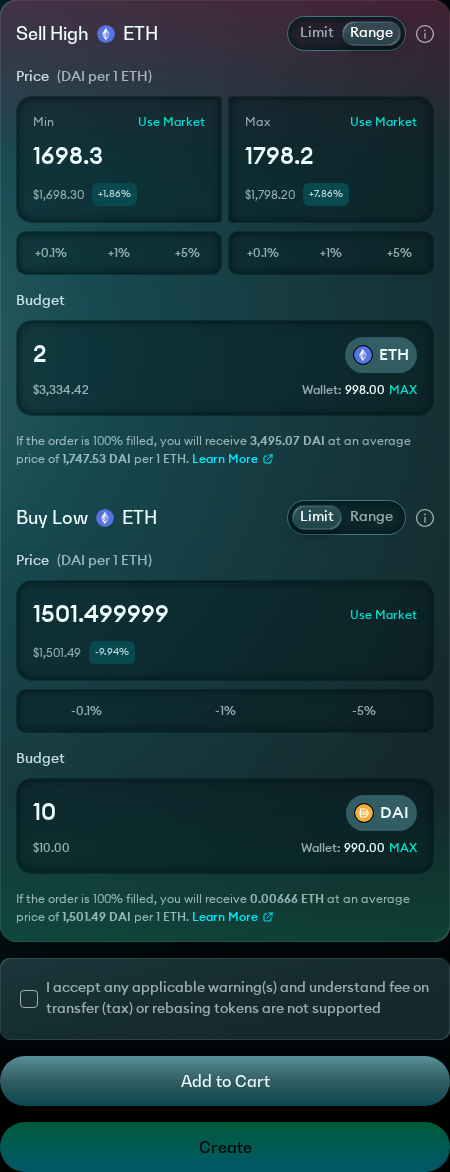 Sell High ETH Limit Range
Price (DAI per 1 ETH)
Min Use Market Max Use Market
1698.3 1798.2
$1,698.30 +1.86% $1,798.20 +7.86%
+0.1% +1% +5% +0.1% +1% +5%
Budget
2 ETH
$3,334.42 Wallet: 998.00 MAX
If the order is 100% filled, you will receive 3,495.07 DAI at an average
price of 1,747.53 DAI per 1 ETH. Learn More
Buy Low ETH Limit Range
Price (DAI per 1 ETH)
1501.499999 Use Market
$1,501.49 -9.94%
-0.1% -1% -5%
Budget
10 DAI
$10.00 Wallet: 990.00 MAX
If the order is 100% filled, you will receive 0.00666 ETH at an average
price of 1,501.49 DAI per 1 ETH. Learn More
I accept any applicable warning(s) and understand fee on
transfer (tax) or rebasing tokens are not supported
Add to Cart
Create